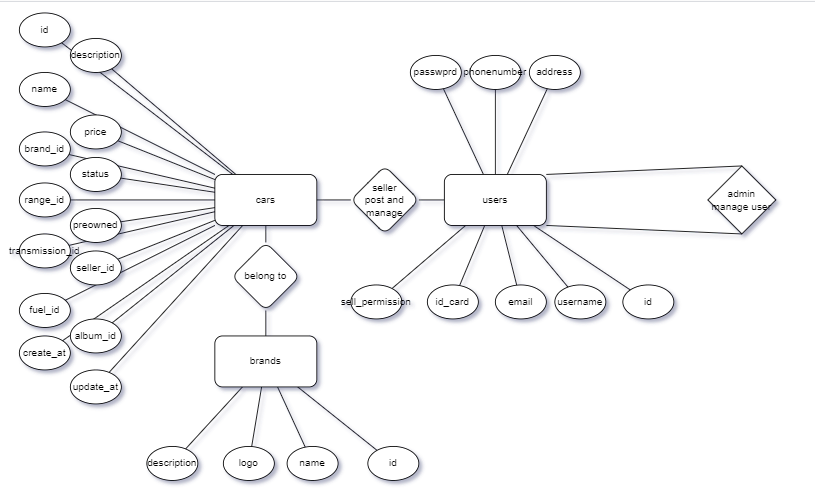 id
description
name
price
brand_id
status
range_id
preowned
transmission_id
seller_id
fuel_id
album_id
create_at
update_at
cars
seller
post and
manage
belong to
brands
description
logo
name
id
passwprd
phonenumber
address
users
admin
manage user
sell_permission
id_card
email
username
id